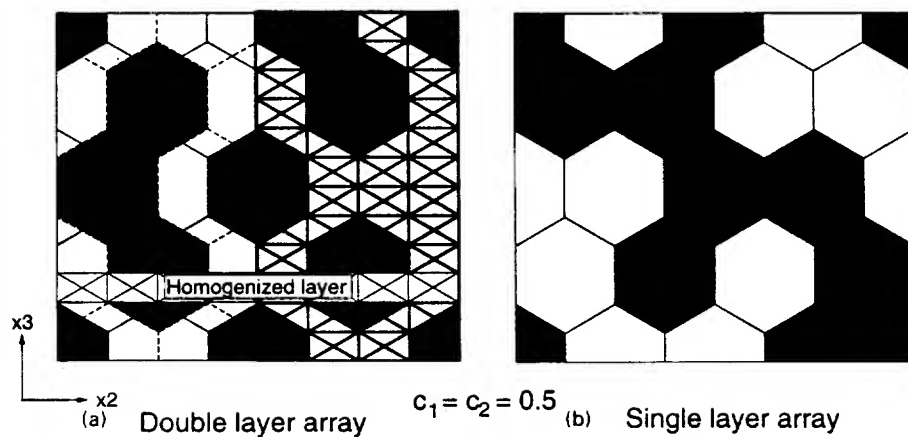 Homogenized layer
x3
x2
(a) Double layer array
c₁ = c₂ = 0.5
(b) Single layer array